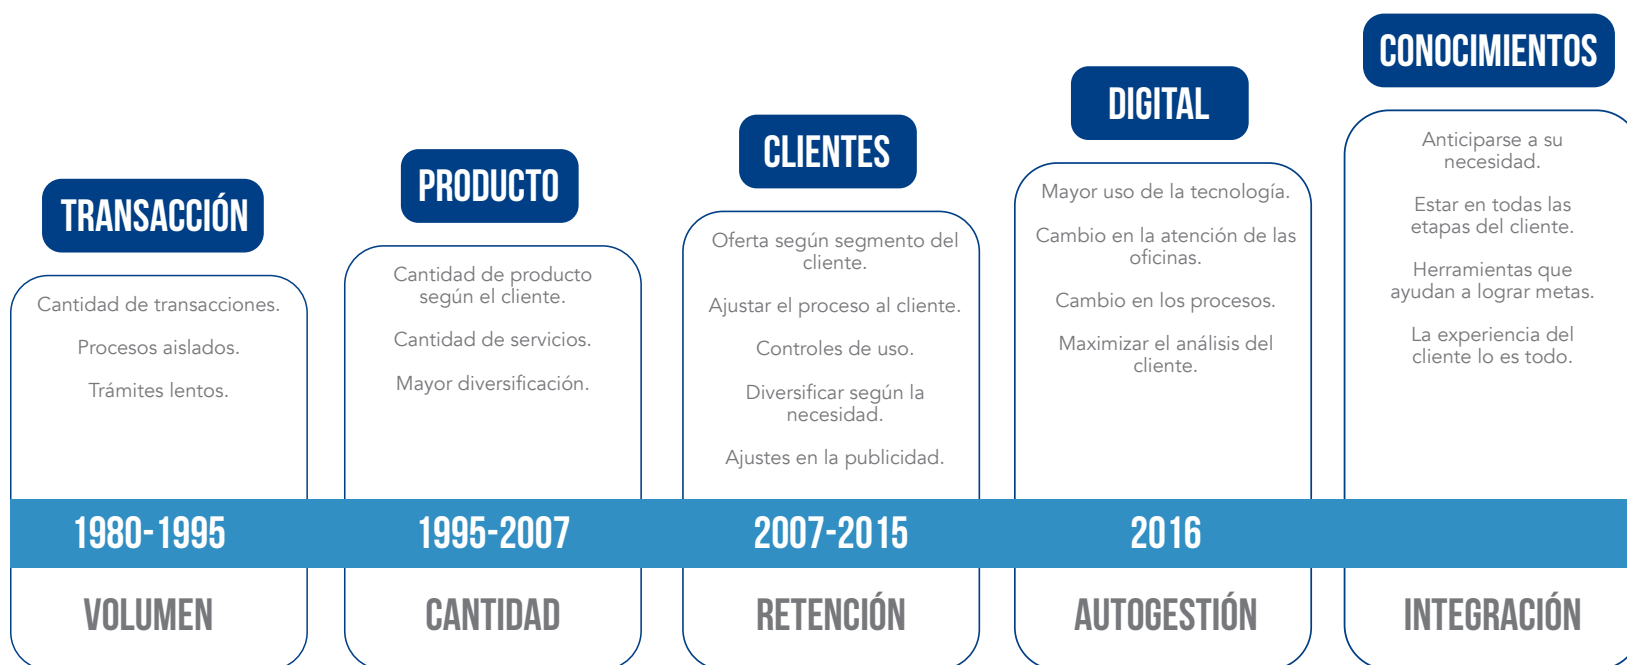 TRANSACCIÓN
Cantidad de transacciones.
Procesos aislados.
Trámites lentos.
1980-1995
VOLUMEN
PRODUCTO
Cantidad de producto
según el cliente.
Cantidad de servicios.
Mayor diversificación.
1995-2007
CANTIDAD
CLIENTES
Oferta según segmento del
cliente.
Ajustar el proceso al cliente.
Controles de uso.
Diversificar según la
necesidad.
Ajustes en la publicidad.
2007-2015
RETENCIÓN
DIGITAL
Mayor uso de la tecnología.
Cambio en la atención de las
oficinas.
Cambio en los procesos.
Maximizar el análisis del
cliente.
2016
AUTOGESTIÓN
CONOCIMIENTOS
Anticiparse a su
necesidad.
Estar en todas las
etapas del cliente.
Herramientas que
ayudan a lograr metas.
La experiencia del
cliente lo es todo.
INTEGRACIÓN